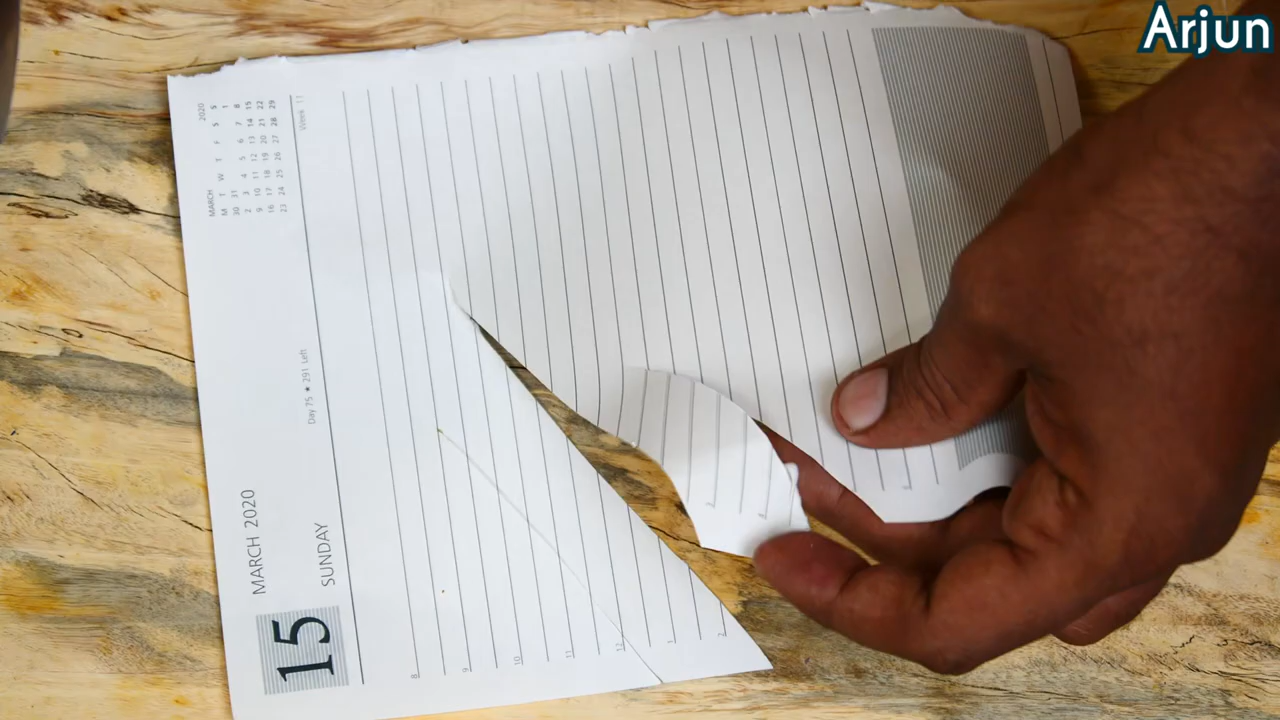 Arjun
15
MARCH 2020
SUNDAY
Day 75 ★ 291 Left
MARCH 2020
M T W T F S S
30 31 1
2 3 4 5 6 7 8
9 10 11 12 13 14 15
16 17 18 19 20 21 22
23 24 25 26 27 28 29
Week 11
8
9
10
11
12
1
2